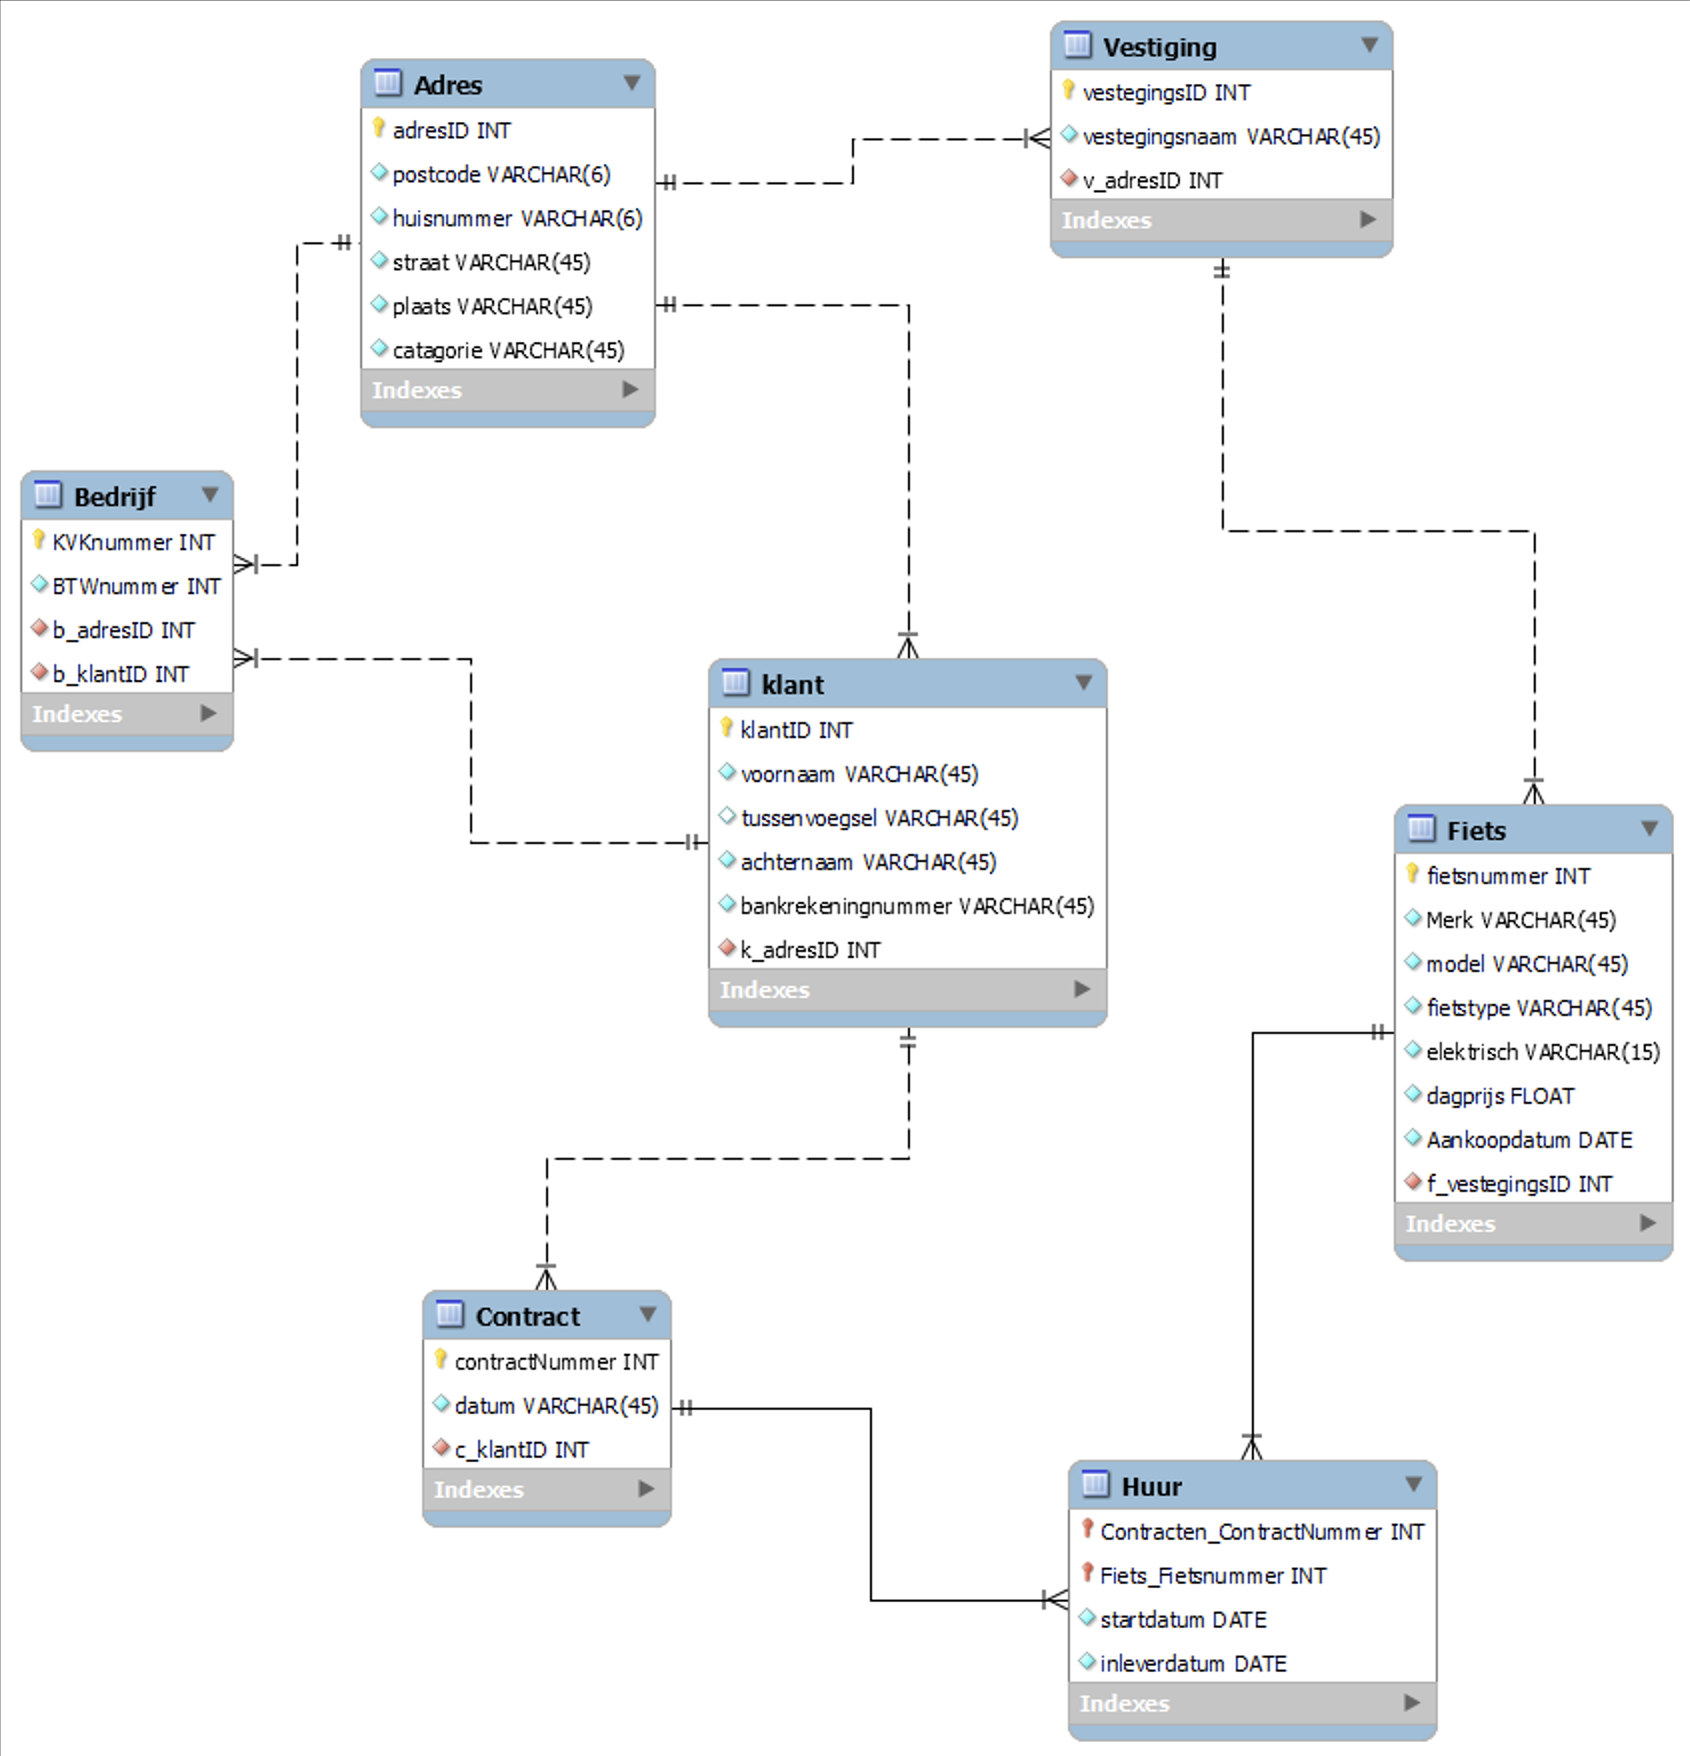 Adres
adresID INT
postcode VARCHAR(6)
huisnummer VARCHAR(6)
straat VARCHAR(45)
plaats VARCHAR(45)
catagorie VARCHAR(45)
Indexes
Vestiging
vestegingsID INT
vestegingsnaam VARCHAR(45)
v_adresID INT
Indexes
Bedrijf
KVKnummer INT
BTWnummer INT
b_adresID INT
b_klantID INT
Indexes
klant
klantID INT
voornaam VARCHAR(45)
tussenvoegsel VARCHAR(45)
achternaam VARCHAR(45)
bankrekeningnummer VARCHAR(45)
k_adresID INT
Indexes
Fiets
fietsnummer INT
Merk VARCHAR(45)
model VARCHAR(45)
fietstype VARCHAR(45)
elektrisch VARCHAR(15)
dagprijs FLOAT
Aankoopdatum DATE
f_vestegingsID INT
Indexes
Contract
contractNummer INT
datum VARCHAR(45)
c_klantID INT
Indexes
Huur
Contracten_ContractNummer INT
Fiets_Fietsnummer INT
startdatum DATE
inleverdatum DATE
Indexes